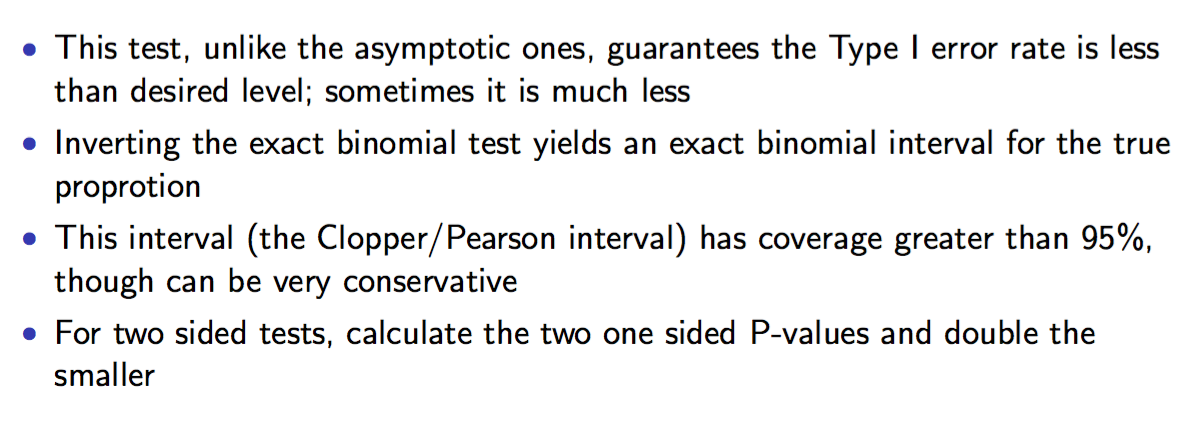 • This test, unlike the asymptotic ones, guarantees the Type I error rate is less
than desired level; sometimes it is much less
• Inverting the exact binomial test yields an exact binomial interval for the true
proprotion
• This interval (the Clopper/Pearson interval) has coverage greater than 95%,
though can be very conservative
• For two sided tests, calculate the two one sided P-values and double the
smaller